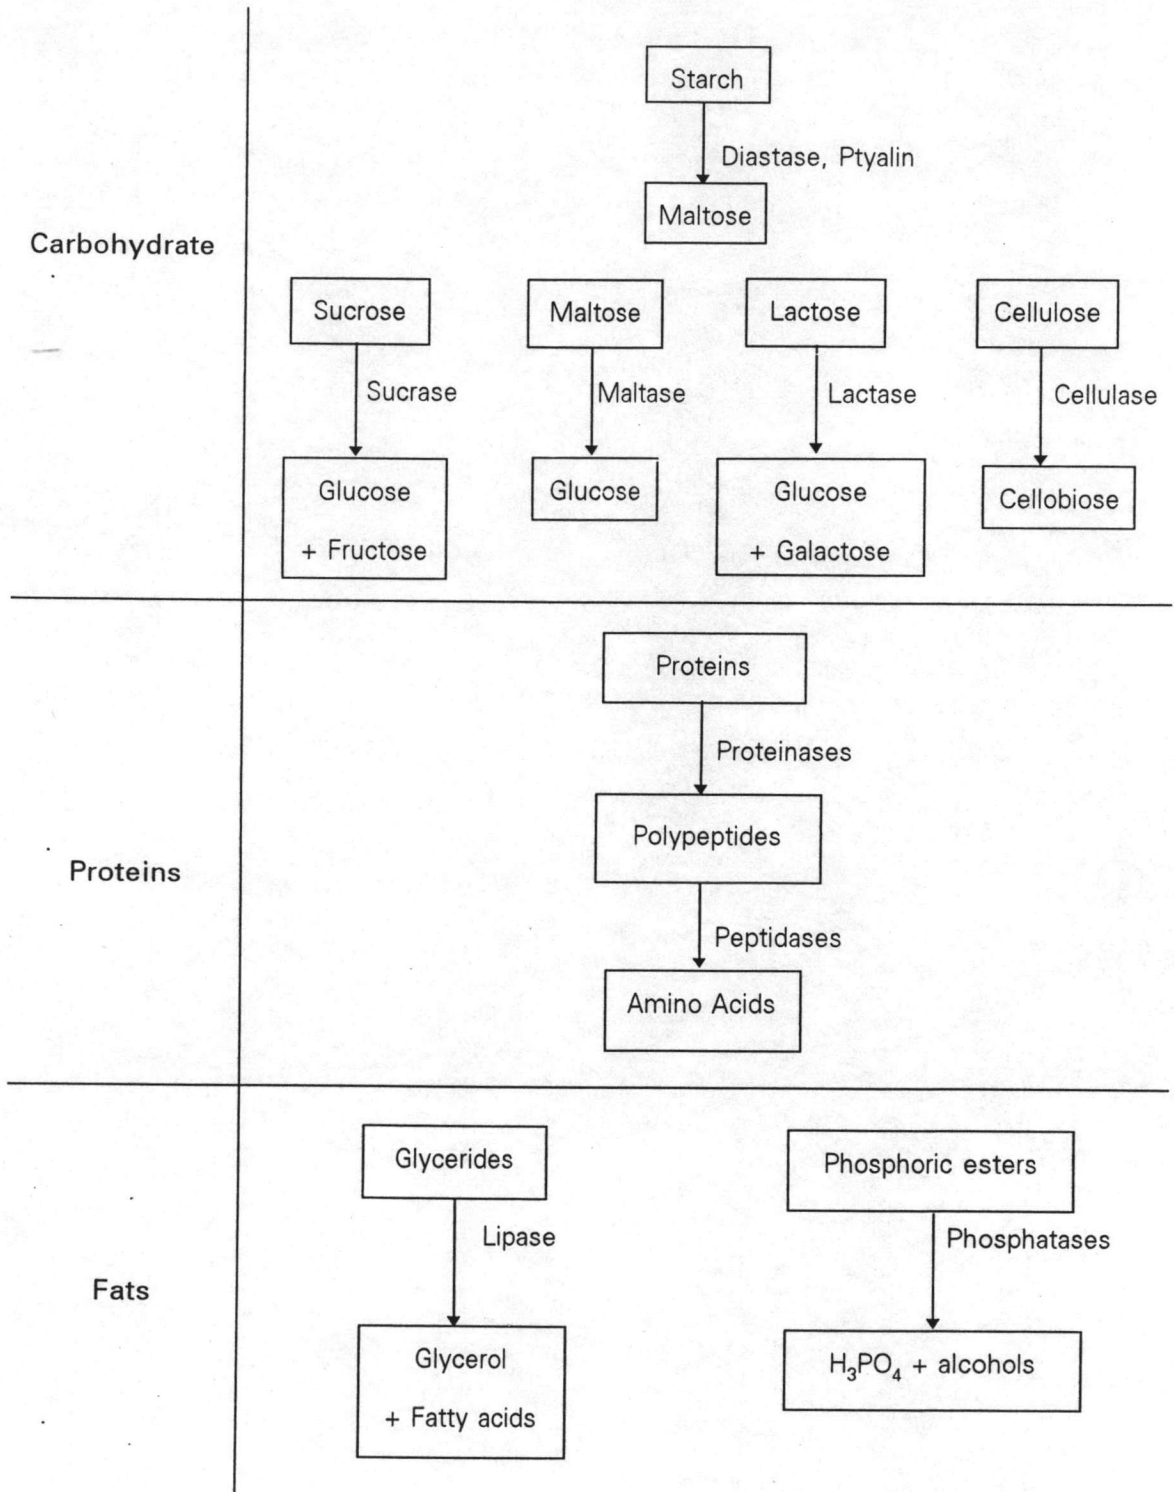 Carbohydrate
Starch
Diastase, Ptyalin
Maltose
Sucrose
Maltose
Lactose
Cellulose
Sucrase
Maltase
Lactase
Cellulase
Glucose
+ Fructose
Glucose
Glucose
+ Galactose
Cellobiose
Proteins
Proteins
Proteinases
Polypeptides
Peptidases
Amino Acids
Fats
Glycerides
Phosphoric esters
Lipase
Phosphatases
Glycerol
+ Fatty acids
H₃PO₄ + alcohols